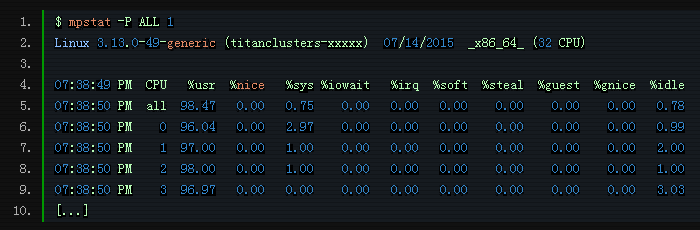 1. $ mpstat -P ALL 1
2. Linux 3.13.0-49-generic (titanclusters-xxxxx)  07/14/2015  _x86_64_ (32 CPU)
3.
4. 07:38:49 PM  CPU   %usr  %nice   %sys %iowait   %irq  %soft  %steal  %guest  %gnice  %idle
5. 07:38:50 PM  all  98.47   0.00   0.75    0.00   0.00   0.00    0.00    0.00    0.00   0.78
6. 07:38:50 PM    0  96.04   0.00   2.97    0.00   0.00   0.00    0.00    0.00    0.00   0.99
7. 07:38:50 PM    1  97.00   0.00   1.00    0.00   0.00   0.00    0.00    0.00    0.00   2.00
8. 07:38:50 PM    2  98.00   0.00   1.00    0.00   0.00   0.00    0.00    0.00    0.00   1.00
9. 07:38:50 PM    3  96.97   0.00   0.00    0.00   0.00   0.00    0.00    0.00    0.00   3.03
10. [...]